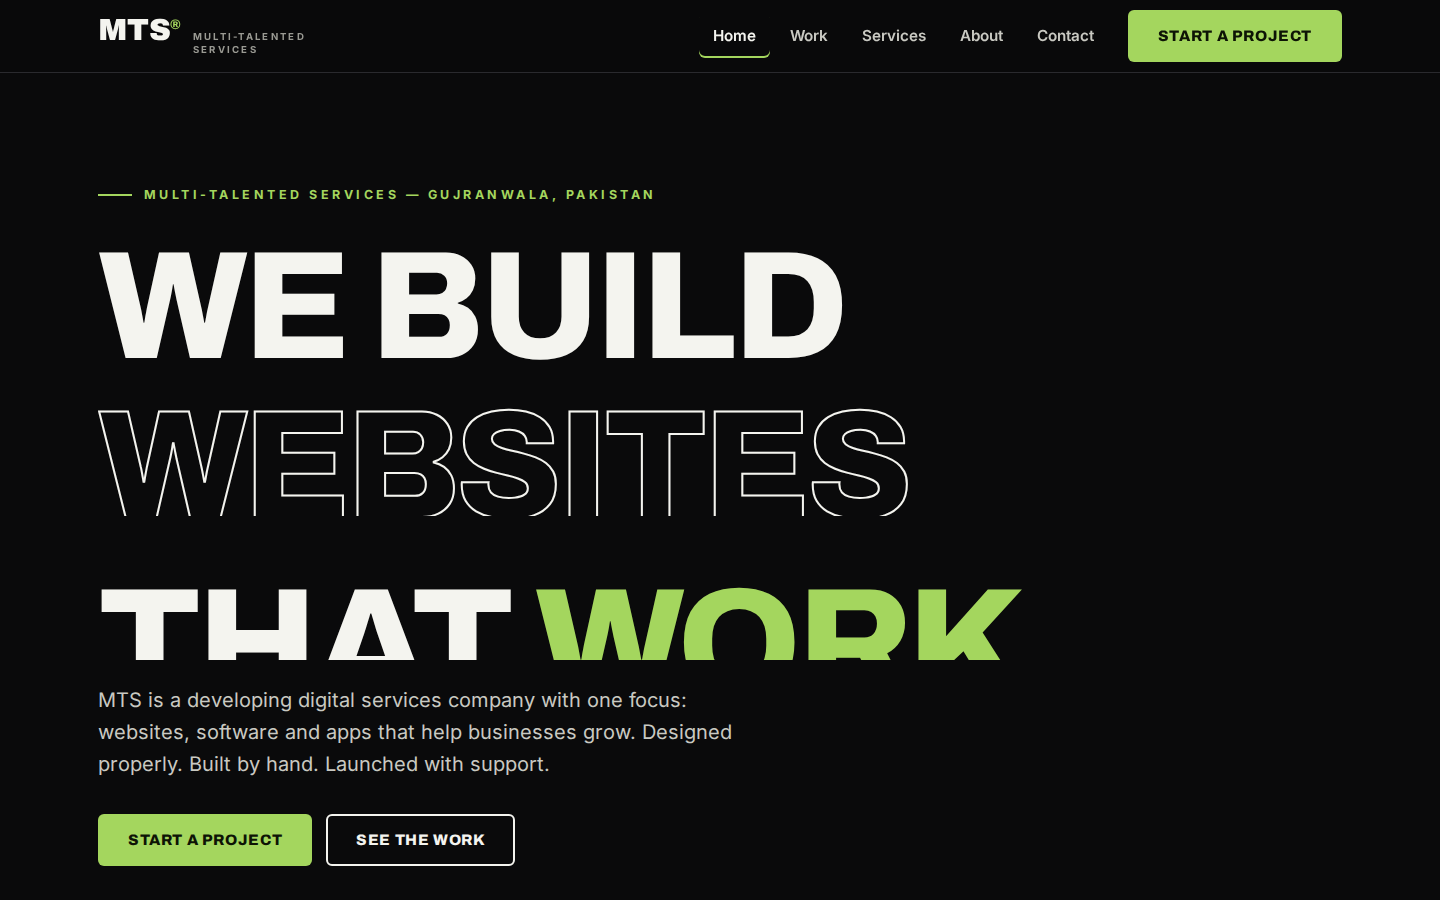 MTS®
MULTI-TALENTED
SERVICES
Home
Work
Services
About
Contact
START A PROJECT
MULTI-TALENTED SERVICES — GUJRANWALA, PAKISTAN
WE BUILD
WEBSITES
THAT WORK
MTS is a developing digital services company with one focus:
websites, software and apps that help businesses grow. Designed
properly. Built by hand. Launched with support.
START A PROJECT
SEE THE WORK